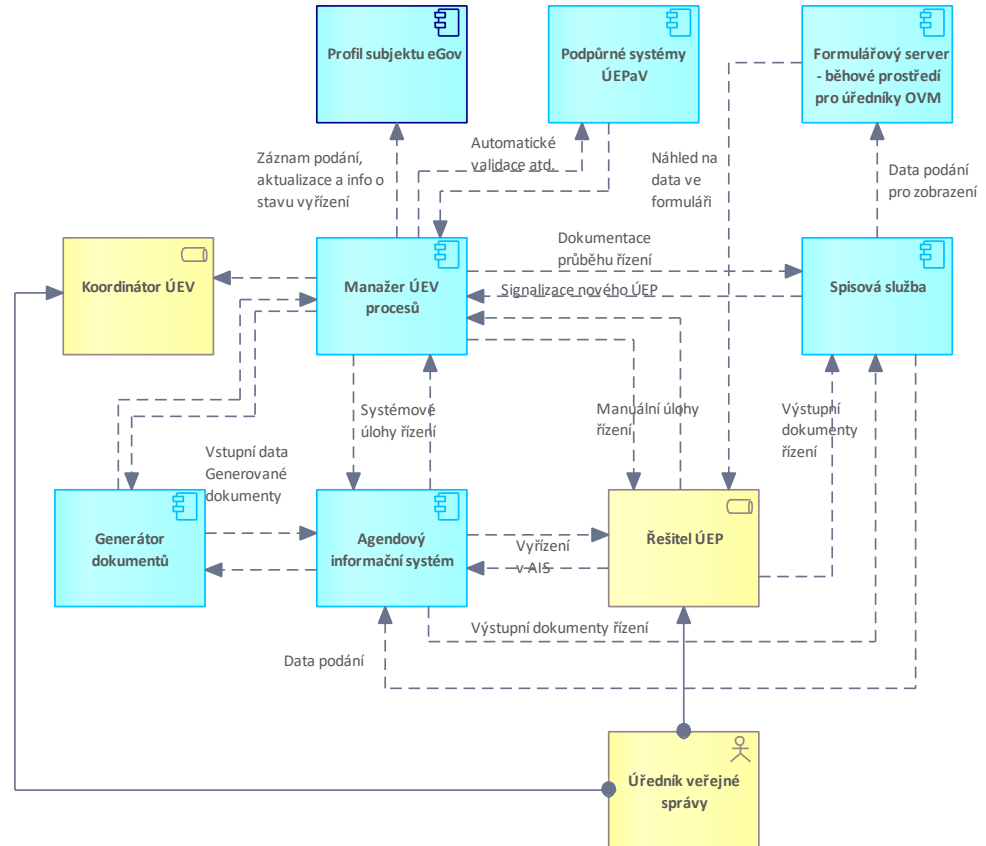 Profil subjektu eGov
Podpůrné systémy
ÚEPaV
Formulářový server
- běhové prostředí
pro úředníky OVM
Záznam podání,
aktualizace a info o
stavu vyřízení
Automatické
validace atd.
Náhled na
data ve
formuláři
Data podání
pro zobrazení
Koordinátor ÚEV
Manažer ÚEV
procesů
Dokumentace
průběhu řízení
Signalizace nového ÚEP
Spisová služba
Systémové
úlohy řízení
Manuální úlohy
řízení
Výstupní
dokumenty
řízení
Vstupní data
Generované
dokumenty
Generátor
dokumentů
Agendový
informační systém
Vyřízení
v AIS
Řešitel ÚEP
Výstupní dokumenty řízení
Data podání
Úředník veřejné
správy